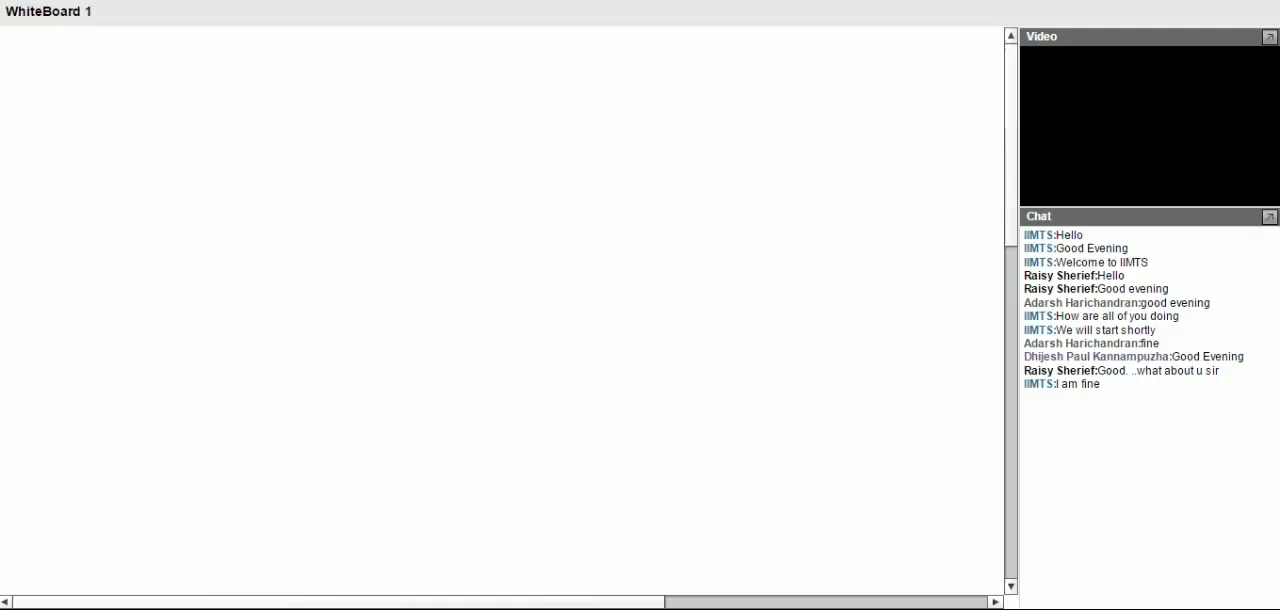 WhiteBoard 1
Video
Chat
IIMTS:Hello
IIMTS:Good Evening
IIMTS:Welcome to IIMTS
Raisy Sherief:Hello
Raisy Sherief:Good evening
Adarsh Harichandran:good evening
IIMTS:How are all of you doing
IIMTS:We will start shortly
Adarsh Harichandran:fine
Dhijesh Paul Kannampuzha:Good Evening
Raisy Sherief:Good. ..what about u sir
IIMTS:I am fine